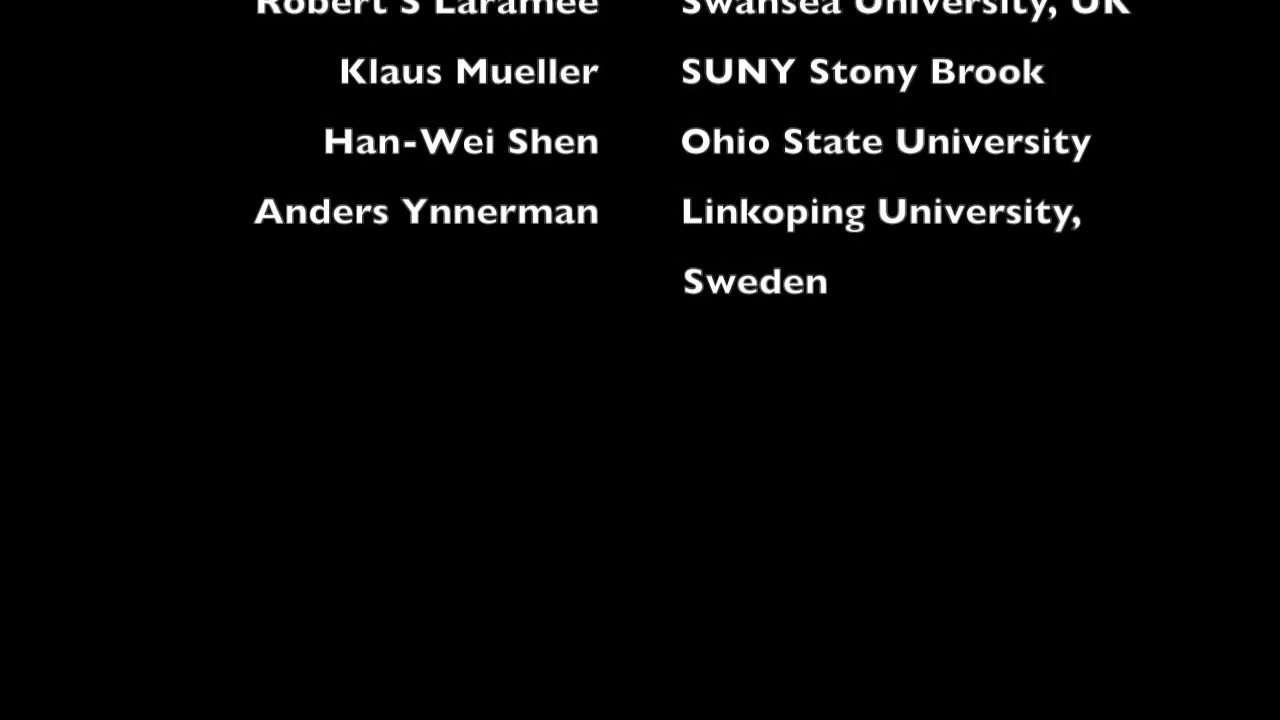 Robert S Laramee Swansea University, UK
Klaus Mueller SUNY Stony Brook
Han-Wei Shen Ohio State University
Anders Ynnerman Linkoping University,
Sweden